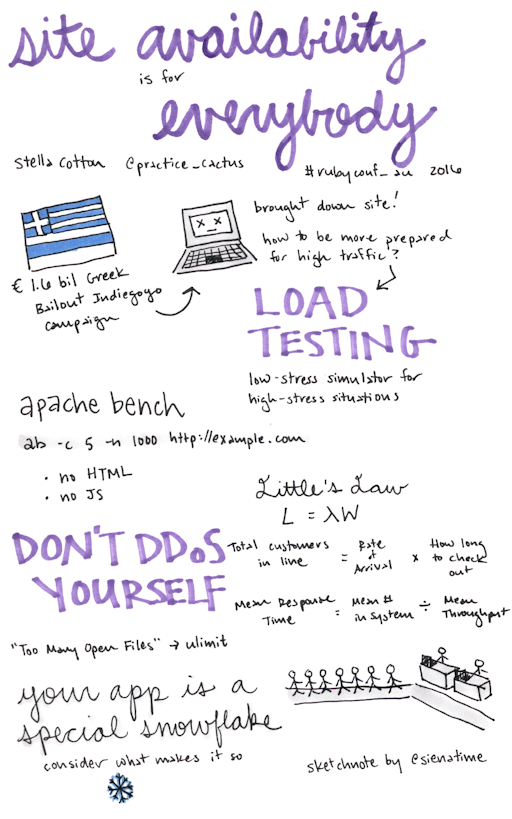 site availability
is for
everybody
Stella Cotton @practice_cactus #rubyconf_au 2016
€ 1.6 bil Greek
Bailout Indiegogo
campaign
brought down site!
how to be more prepared
for high traffic?
LOAD
TESTING
low-stress simulator for
high-stress situations
apache bench
ab -c 5 -n 1000 http://example.com
· no HTML
· no JS
Little's Law
L = λW
Total customers in line = Rate of Arrival × How long to check out
Mean Response Time = Mean # in System ÷ Mean Throughput
DON'T DDoS
YOURSELF
"Too Many Open Files" → ulimit
your app is a
special snowflake
consider what makes it so
sketchnote by @sienatime